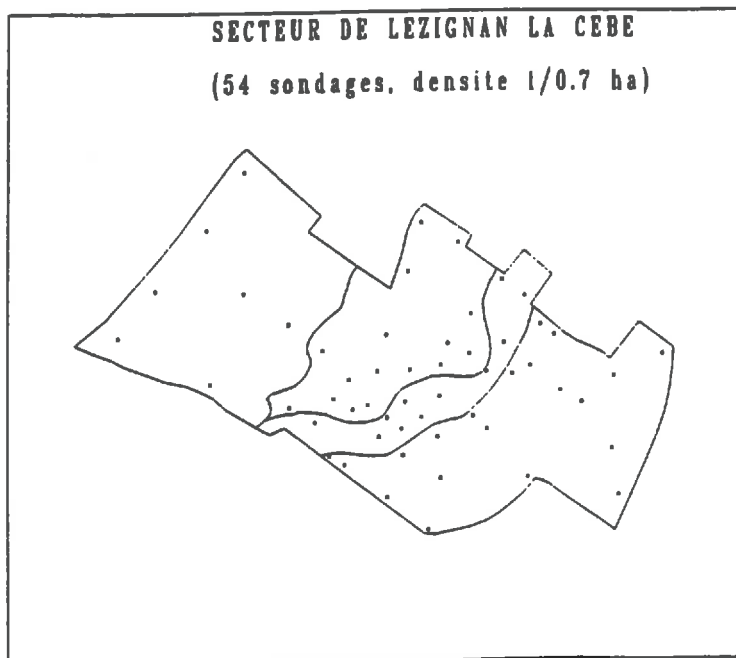 SECTEUR DE LEZIGNAN LA CEBE
(54 sondages, densite 1/0.7 ha)